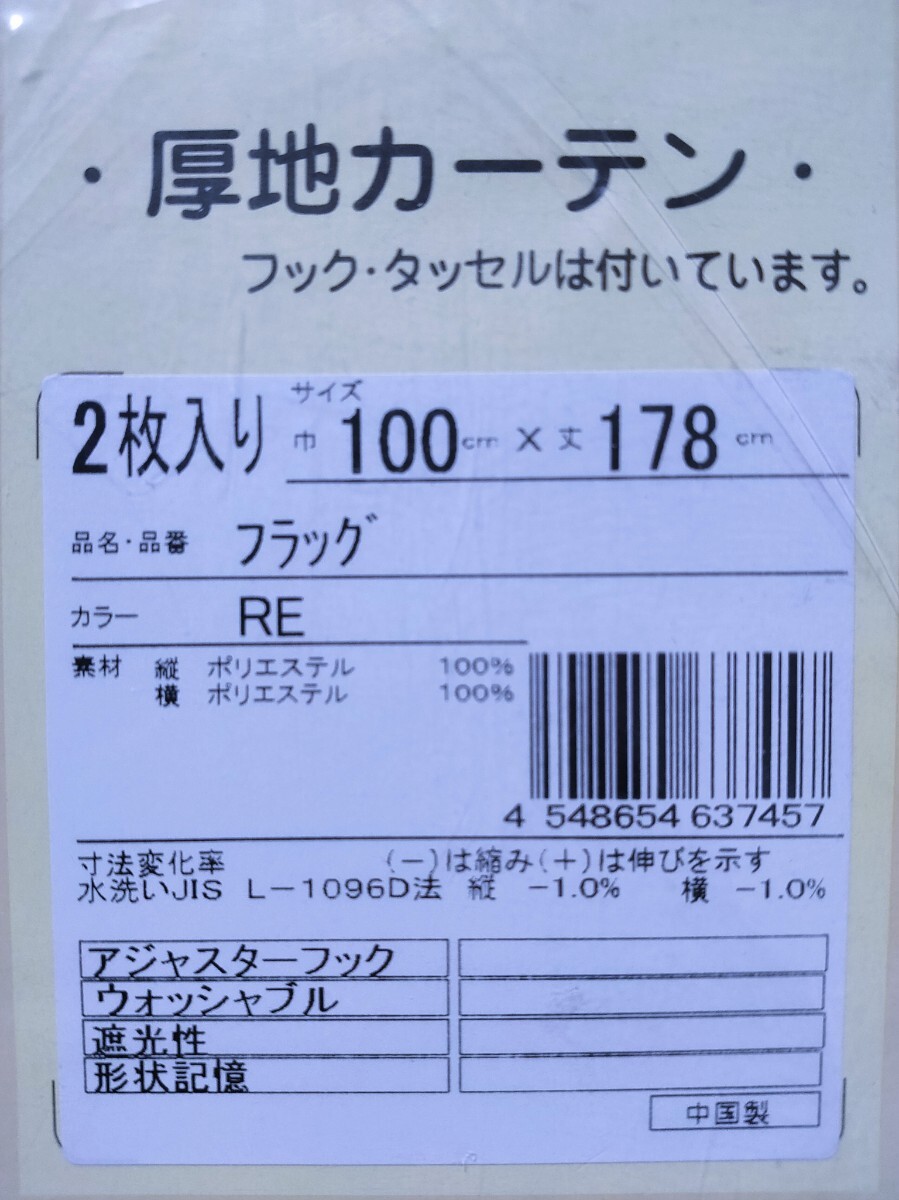 ・厚地カーテン・
フック・タッセルは付いています。
2枚入り サイズ 巾 100cm X 丈 178 cm
品名・品番 フラッグ
カラー RE
素材 縦 ポリエステル 100%
横 ポリエステル 100%
4 548654 637457
寸法変化率 (−)は縮み(+)は伸びを示す
水洗いJIS L−1096D法 縦 −1.0% 横 −1.0%
アジャスターフック
ウォッシャブル
遮光性
形状記憶
中国製